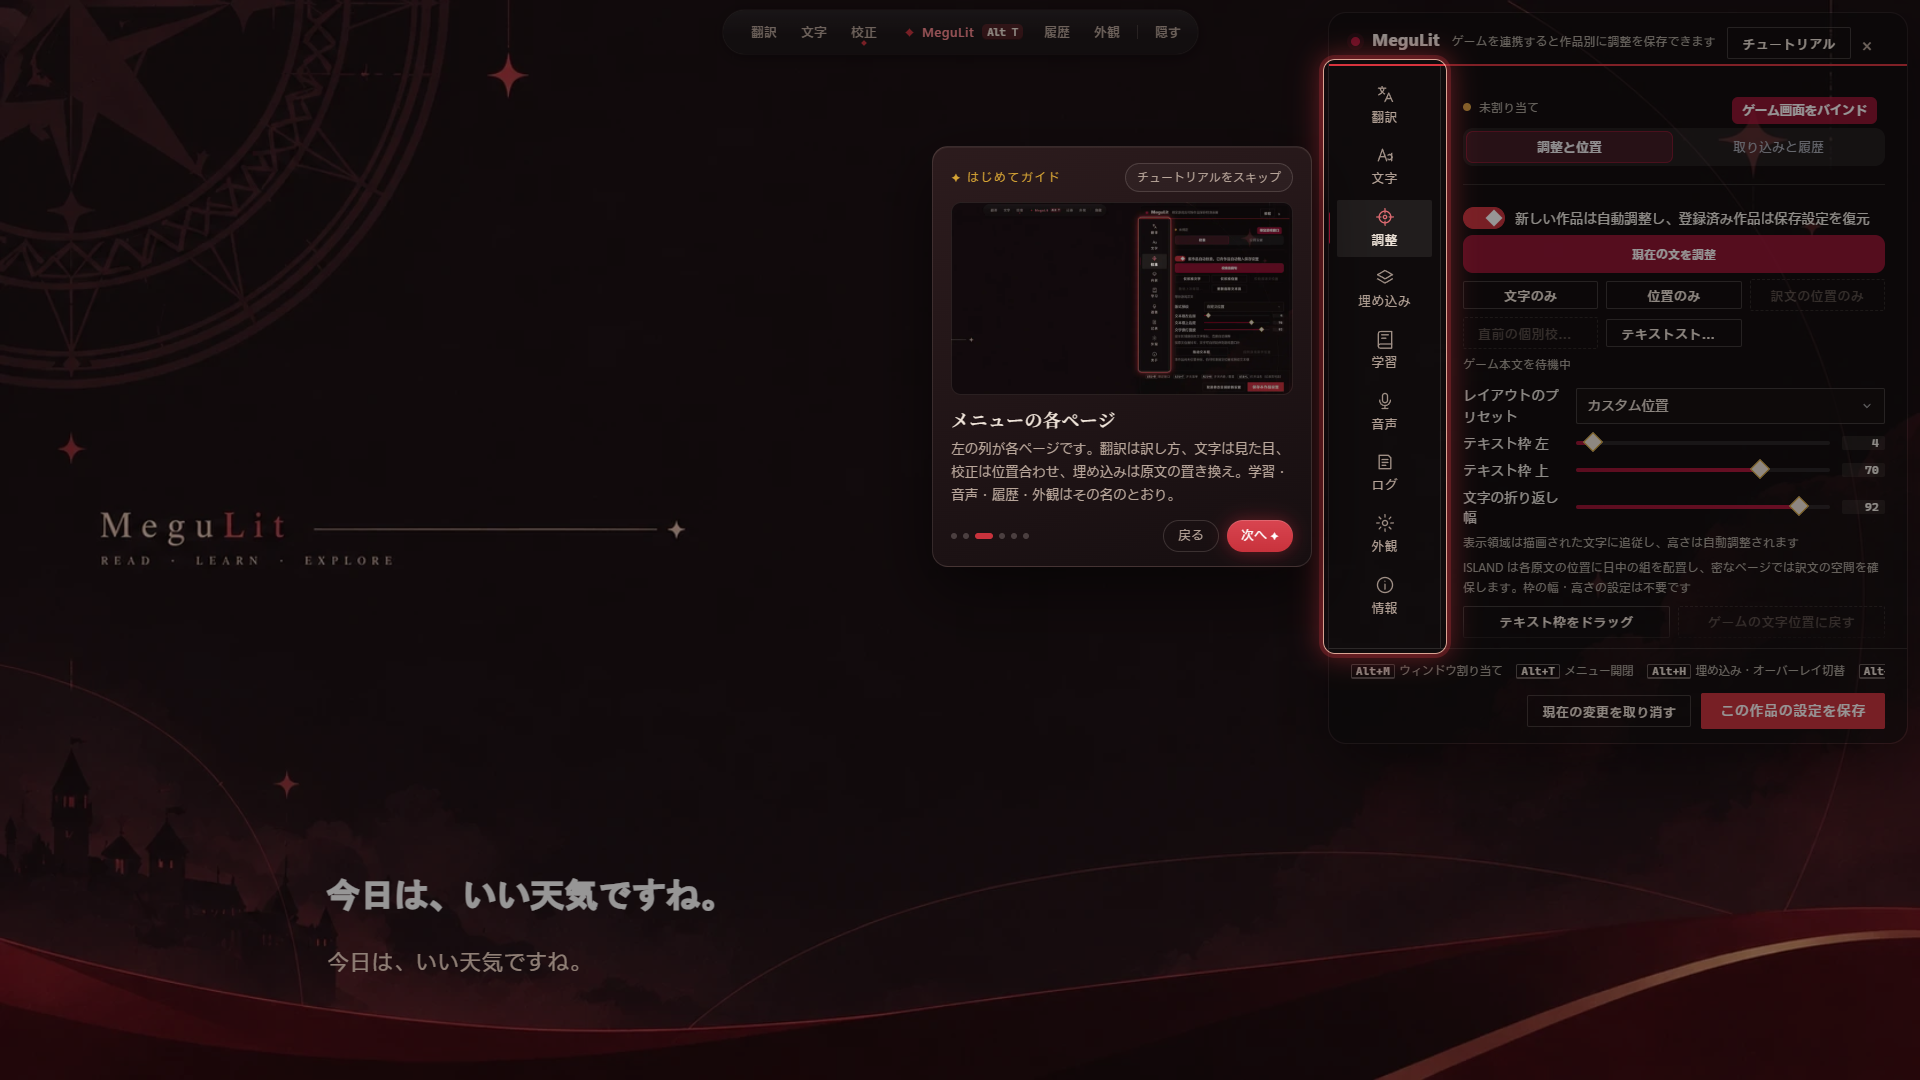 翻訳 文字 校正 MeguLit Alt T 履歴 外観 隠す
MeguLit ゲームを連携すると作品別に調整を保存できます チュートリアル ×
翻訳
文字
調整
埋め込み
学習
音声
ログ
外観
情報
未割り当て ゲーム画面をバインド
調整と位置 取り込みと履歴
新しい作品は自動調整し、登録済み作品は保存設定を復元
現在の文を調整
文字のみ 位置のみ 訳文の位置のみ
直前の個別校... テキストスト...
ゲーム本文を待機中
レイアウトのプ
リセット カスタム位置
テキスト枠 左 4
テキスト枠 上 70
文字の折り返し
幅 92
表示領域は描画された文字に追従し、高さは自動調整されます
ISLAND は各原文の位置に日中の組を配置し、密なページでは訳文の空間を確
保します。枠の幅・高さの設定は不要です
テキスト枠をドラッグ ゲームの文字位置に戻す
Alt+M ウィンドウ割り当て Alt+T メニュー開閉 Alt+H 埋め込み・オーバーレイ切替 Alt
現在の変更を取り消す この作品の設定を保存
はじめてガイド チュートリアルをスキップ
メニューの各ページ
左の列が各ページです。翻訳は訳し方、文字は見た目、
校正は位置合わせ、埋め込みは原文の置き換え。学習・
音声・履歴・外観はその名のとおり。
戻る 次へ
MeguLit
READ · LEARN · EXPLORE
今日は、いい天気ですね。
今日は、いい天気ですね。